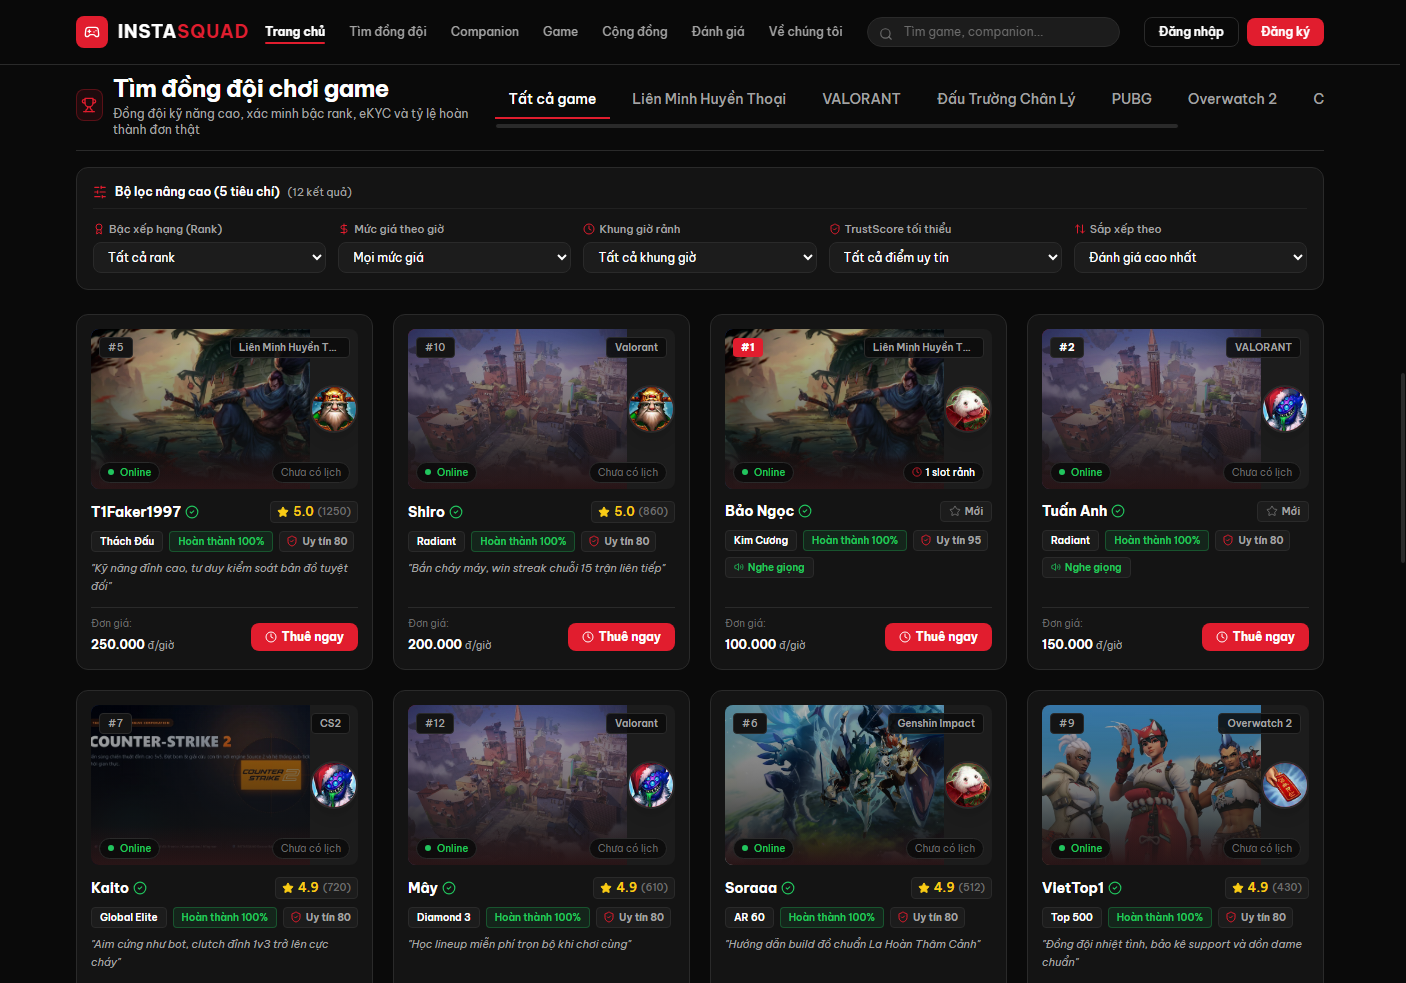 INSTASQUAD
Trang chủ
Tìm đồng đội
Companion
Game
Cộng đồng
Đánh giá
Về chúng tôi
Tìm game, companion...
Đăng nhập
Đăng ký
Tìm đồng đội chơi game
Đồng đội kỹ năng cao, xác minh bậc rank, eKYC và tỷ lệ hoàn
thành đơn thật
Tất cả game
Liên Minh Huyền Thoại
VALORANT
Đấu Trường Chân Lý
PUBG
Overwatch 2
C
Bộ lọc nâng cao (5 tiêu chí) (12 kết quả)
Bậc xếp hạng (Rank)
Mức giá theo giờ
Khung giờ rảnh
TrustScore tối thiểu
Sắp xếp theo
Tất cả rank
Mọi mức giá
Tất cả khung giờ
Tất cả điểm uy tín
Đánh giá cao nhất
#5
Liên Minh Huyền T...
Online
Chưa có lịch
T1Faker1997
5.0 (1250)
Thách Đấu
Hoàn thành 100%
Uy tín 80
"Kỹ năng đỉnh cao, tư duy kiểm soát bản đồ tuyệt
đối"
Đơn giá:
250.000 đ/giờ
Thuê ngay
#10
Valorant
Online
Chưa có lịch
Shiro
5.0 (860)
Radiant
Hoàn thành 100%
Uy tín 80
"Bắn cháy máy, win streak chuỗi 15 trận liên tiếp"
Đơn giá:
200.000 đ/giờ
Thuê ngay
#1
Liên Minh Huyền T...
Online
1 slot rảnh
Bảo Ngọc
Mới
Kim Cương
Hoàn thành 100%
Uy tín 95
Nghe giọng
Đơn giá:
100.000 đ/giờ
Thuê ngay
#2
VALORANT
Online
Chưa có lịch
Tuấn Anh
Mới
Radiant
Hoàn thành 100%
Uy tín 80
Nghe giọng
Đơn giá:
150.000 đ/giờ
Thuê ngay
#7
CS2
COUNTER-STRIKE 2
COUNTER
STRIKE
Online
Chưa có lịch
Kaito
4.9 (720)
Global Elite
Hoàn thành 100%
Uy tín 80
"Aim cứng như bot, clutch đỉnh 1v3 trở lên cực
cháy"
#12
Valorant
Online
Chưa có lịch
Mây
4.9 (610)
Diamond 3
Hoàn thành 100%
Uy tín 80
"Học lineup miễn phí trọn bộ khi chơi cùng"
#6
Genshin Impact
Online
Chưa có lịch
Soraaa
4.9 (512)
AR 60
Hoàn thành 100%
Uy tín 80
"Hướng dẫn build đồ chuẩn La Hoàn Thâm Cảnh"
#9
Overwatch 2
Online
Chưa có lịch
VietTop1
4.9 (430)
Top 500
Hoàn thành 100%
Uy tín 80
"Đồng đội nhiệt tình, bảo kê support và dồn dame
chuẩn"